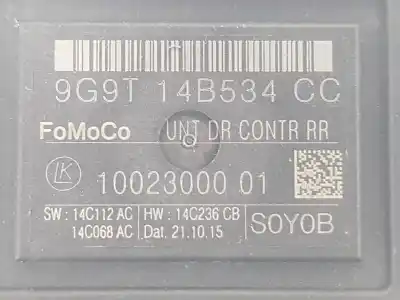 9G9T 14B534 CC
FoMoCo UNT DR CONTR RR
LK 10023000 01
SW : 14C112 AC HW : 14C236 CB
14C068 AC Dat. 21.10.15 S0Y0B